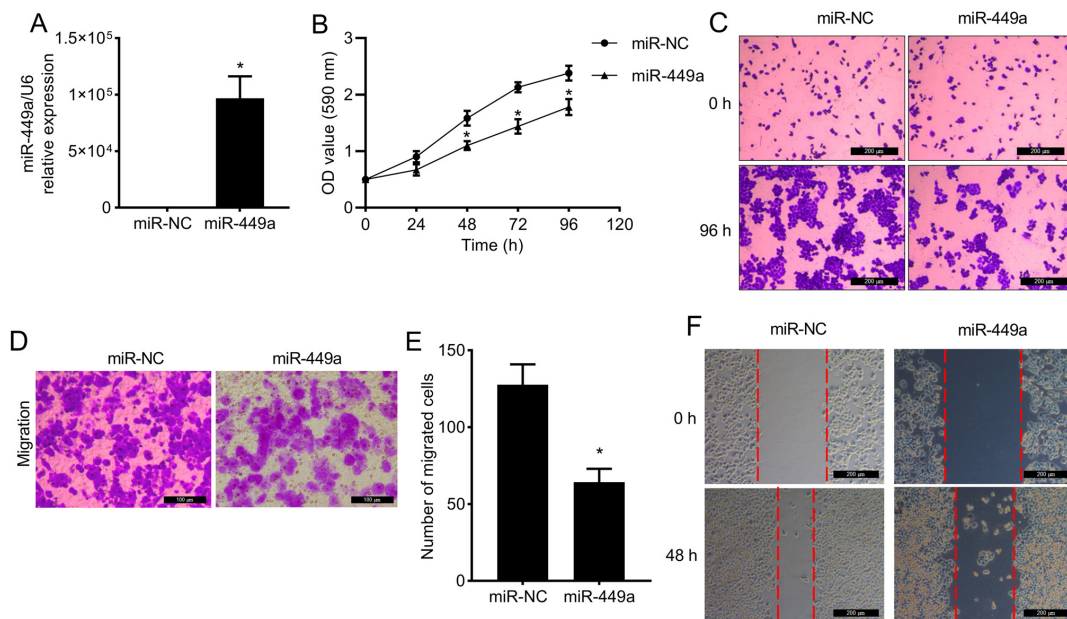 A
miR-449a/U6
relative expression
1.5×10⁵
1×10⁵
5×10⁴
0
*
miR-NC
miR-449a
B
OD value (590 nm)
3
2
1
0
0
24
48
72
96
120
Time (h)
*
*
*
miR-NC
miR-449a
C
miR-NC
miR-449a
0 h
200 μm
200 μm
96 h
200 μm
200 μm
D
miR-NC
miR-449a
Migration
100 μm
100 μm
E
Number of migrated cells
150
100
50
0
*
miR-NC
miR-449a
F
miR-NC
miR-449a
0 h
200 μm
200 μm
48 h
200 μm
200 μm